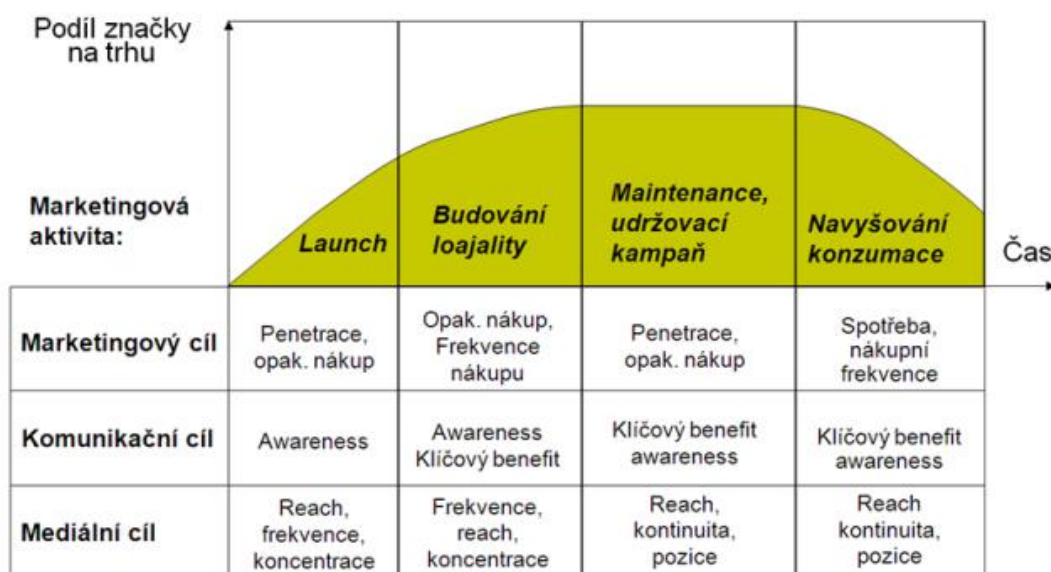 Podíl značky
na trhu
Marketingová
aktivita:
Launch
Budování
loajality
Maintenance,
udržovací
kampaň
Navyšování
konzumace
Čas
Marketingový cíl
Penetrace,
opak. nákup
Opak. nákup,
Frekvence
nákupu
Penetrace,
opak. nákup
Spotřeba,
nákupní
frekvence
Komunikační cíl
Awareness
Awareness
Klíčový benefit
Klíčový benefit
awareness
Klíčový benefit
awareness
Mediální cíl
Reach,
frekvence,
koncentrace
Frekvence,
reach,
koncentrace
Reach,
kontinuita,
pozice
Reach
kontinuita,
pozice